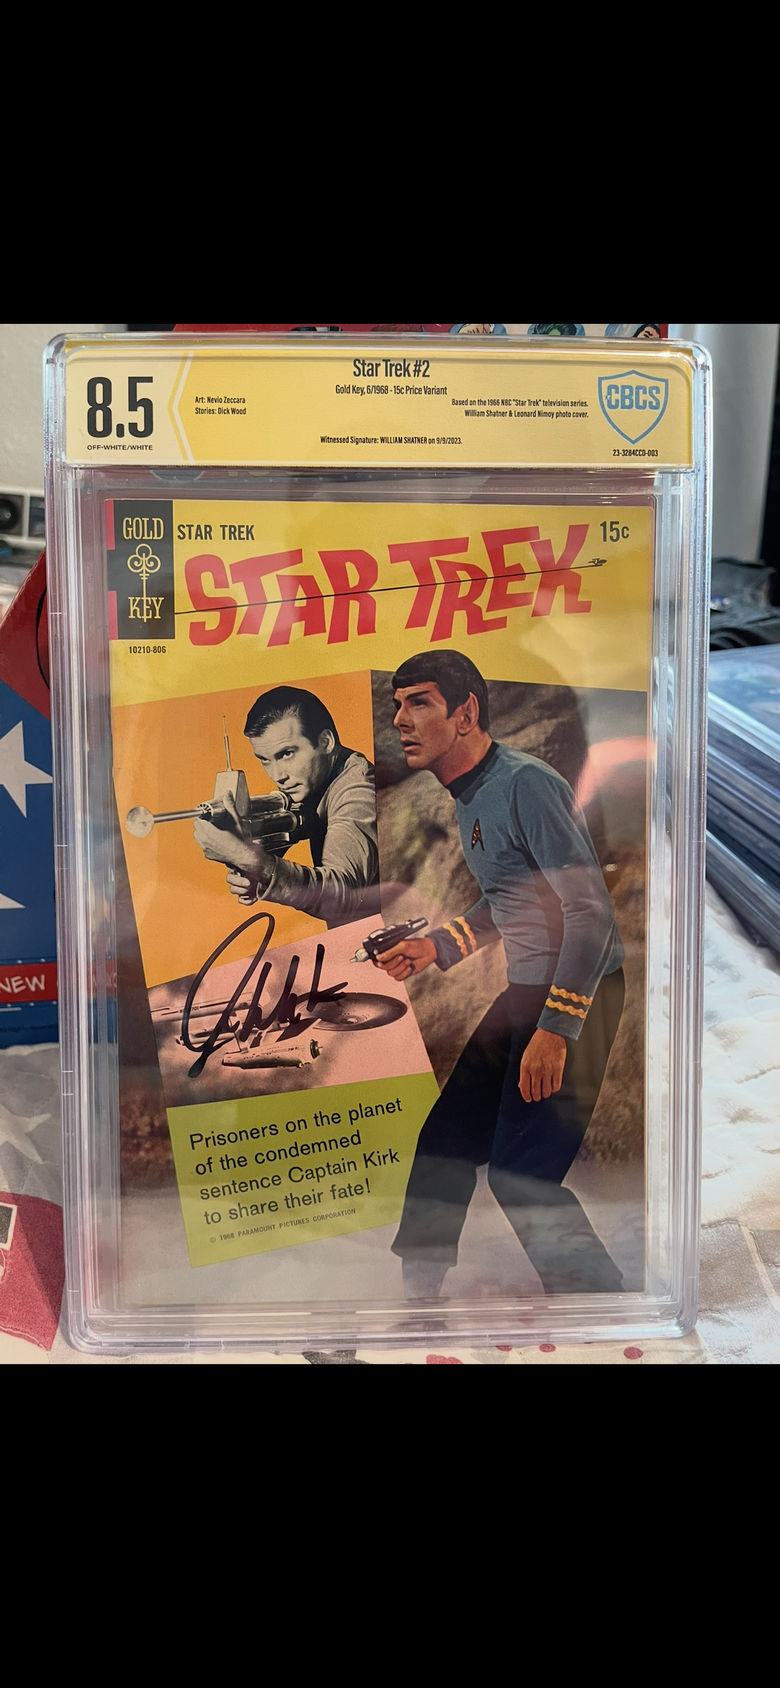 8.5
OFF-WHITE/WHITE
Art: Nevio Zeccara
Stories: Dick Wood
Star Trek #2
Gold Key, 6/1968 - 15c Price Variant
Based on the 1966 NBC "Star Trek" television series.
William Shatner & Leonard Nimoy photo cover.
Witnessed Signature: WILLIAM SHATNER on 9/9/2023.
CBCS
23-3284CCD-003
GOLD
KEY
10210-806
STAR TREK
15c
STAR TREK
Prisoners on the planet
of the condemned
sentence Captain Kirk
to share their fate!
© 1968 PARAMOUNT PICTURES CORPORATION
NEW